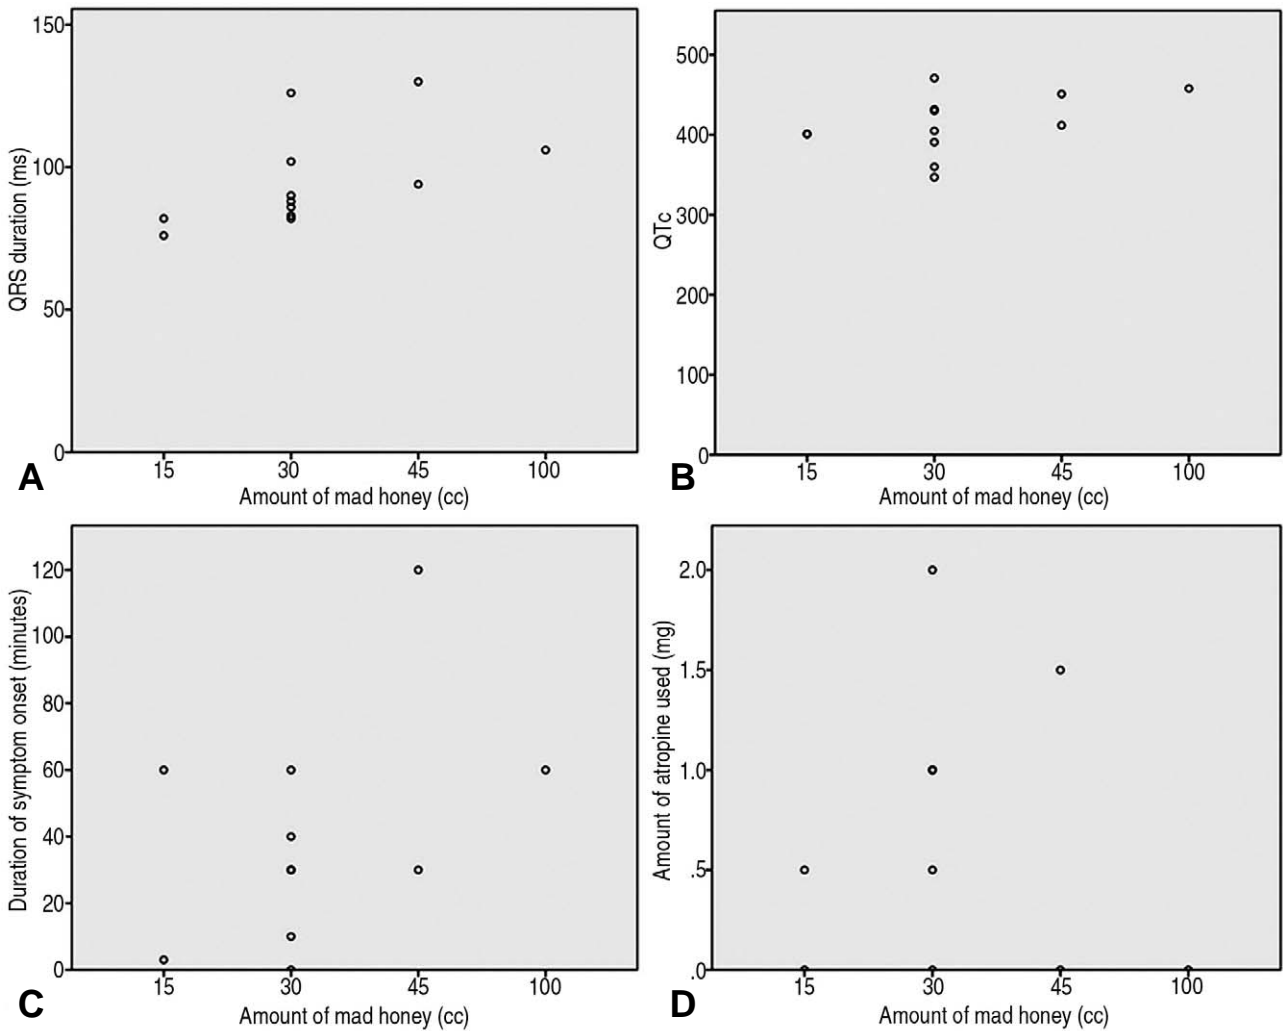 150
100
50
0
QRS duration (ms)
15 30 45 100
Amount of mad honey (cc)
A
500
400
300
200
100
0
QTc
15 30 45 100
Amount of mad honey (cc)
B
120
100
80
60
40
20
0
Duration of symptom onset (minutes)
15 30 45 100
Amount of mad honey (cc)
C
2.0
1.5
1.0
.5
.0
Amount of atropine used (mg)
15 30 45 100
Amount of mad honey (cc)
D